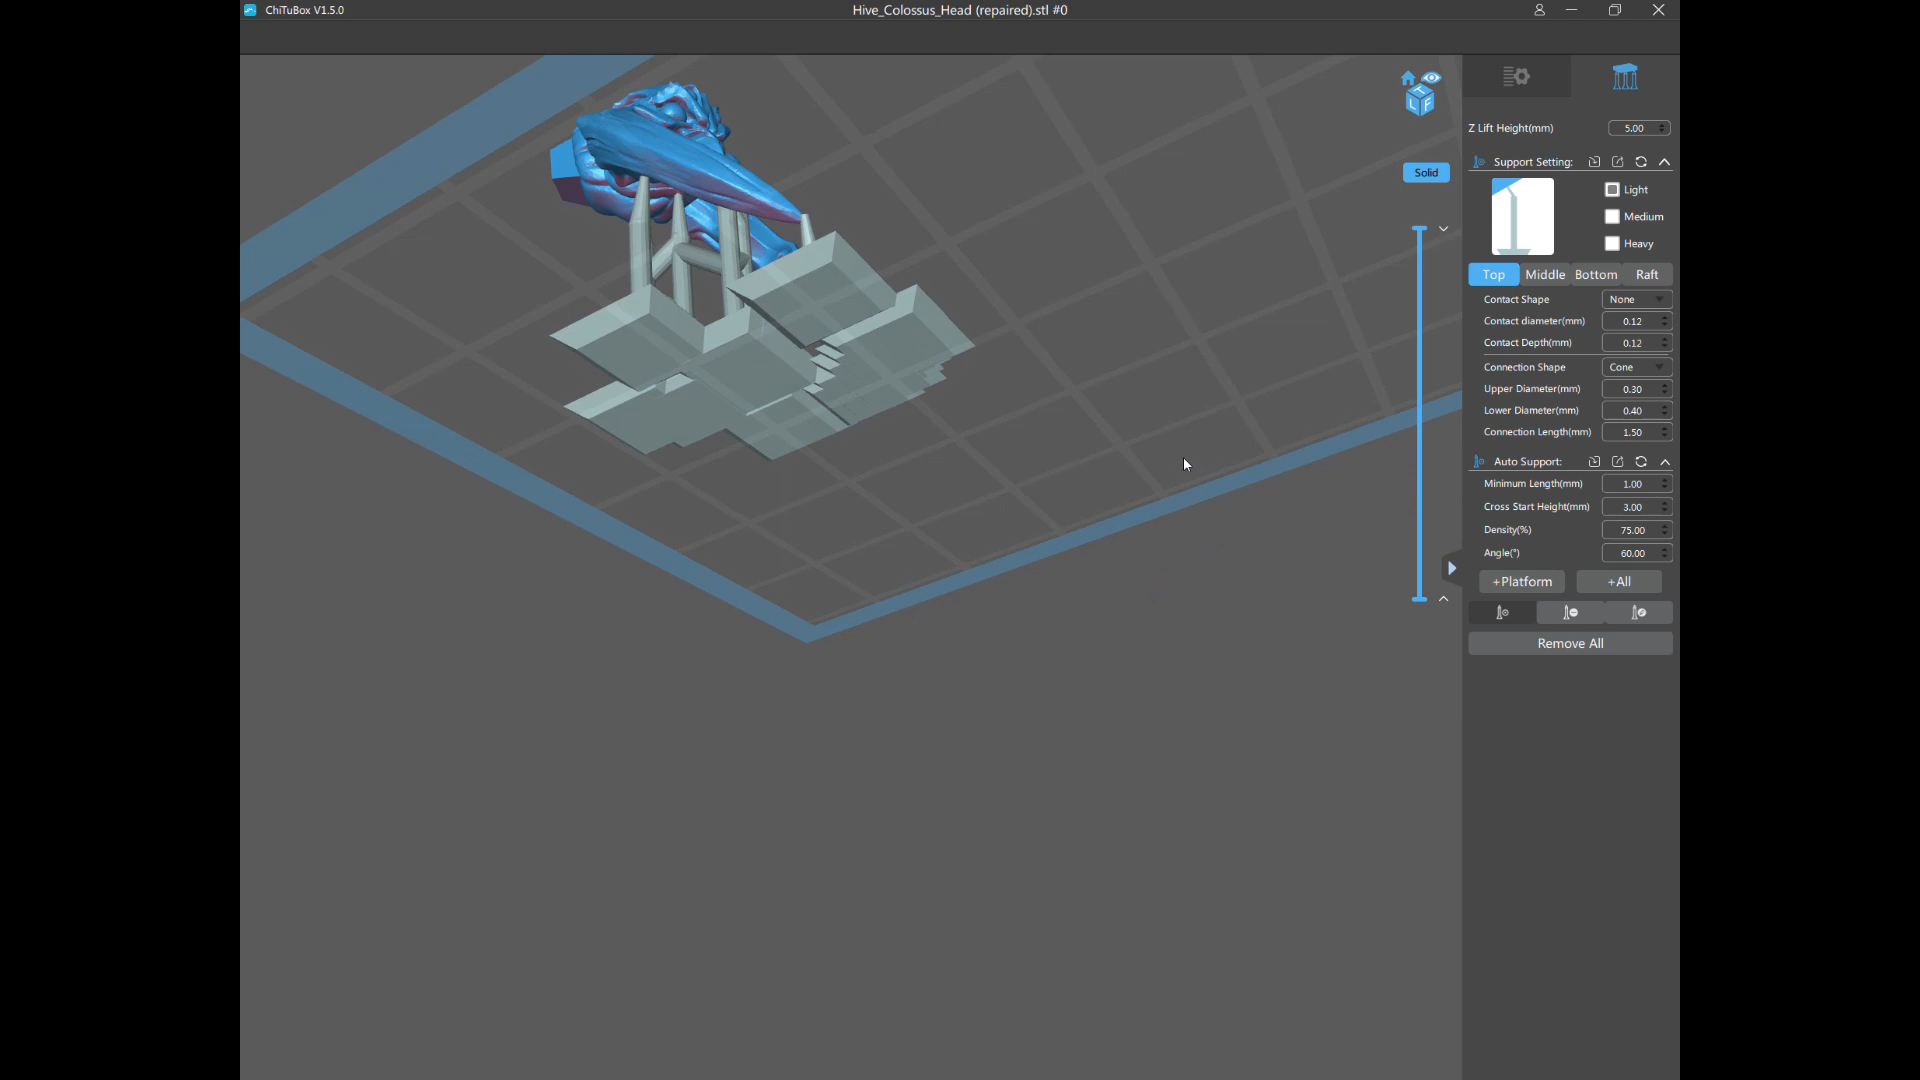 ChiTuBox V1.5.0
Hive_Colossus_Head (repaired).stl #0
T
L F
Solid
Z Lift Height(mm) 5.00
Support Setting:
Light
Medium
Heavy
Top Middle Bottom Raft
Contact Shape None
Contact diameter(mm) 0.12
Contact Depth(mm) 0.12
Connection Shape Cone
Upper Diameter(mm) 0.30
Lower Diameter(mm) 0.40
Connection Length(mm) 1.50
Auto Support:
Minimum Length(mm) 1.00
Cross Start Height(mm) 3.00
Density(%) 75.00
Angle(°) 60.00
+Platform +All
Remove All